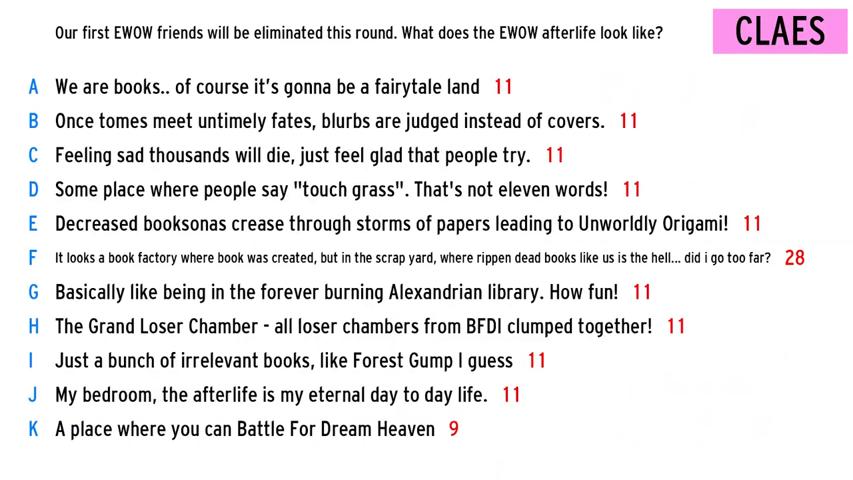 Our first EWOW friends will be eliminated this round. What does the EWOW afterlife look like?
CLAES
A We are books.. of course it's gonna be a fairytale land 11
B Once tomes meet untimely fates, blurbs are judged instead of covers. 11
C Feeling sad thousands will die, just feel glad that people try. 11
D Some place where people say "touch grass". That's not eleven words! 11
E Decreased booksonas crease through storms of papers leading to Unworldly Origami! 11
F It looks a book factory where book was created, but in the scrap yard, where rippen dead books like us is the hell... did i go too far? 28
G Basically like being in the forever burning Alexandrian library. How fun! 11
H The Grand Loser Chamber - all loser chambers from BFDI clumped together! 11
I Just a bunch of irrelevant books, like Forest Gump I guess 11
J My bedroom, the afterlife is my eternal day to day life. 11
K A place where you can Battle For Dream Heaven 9